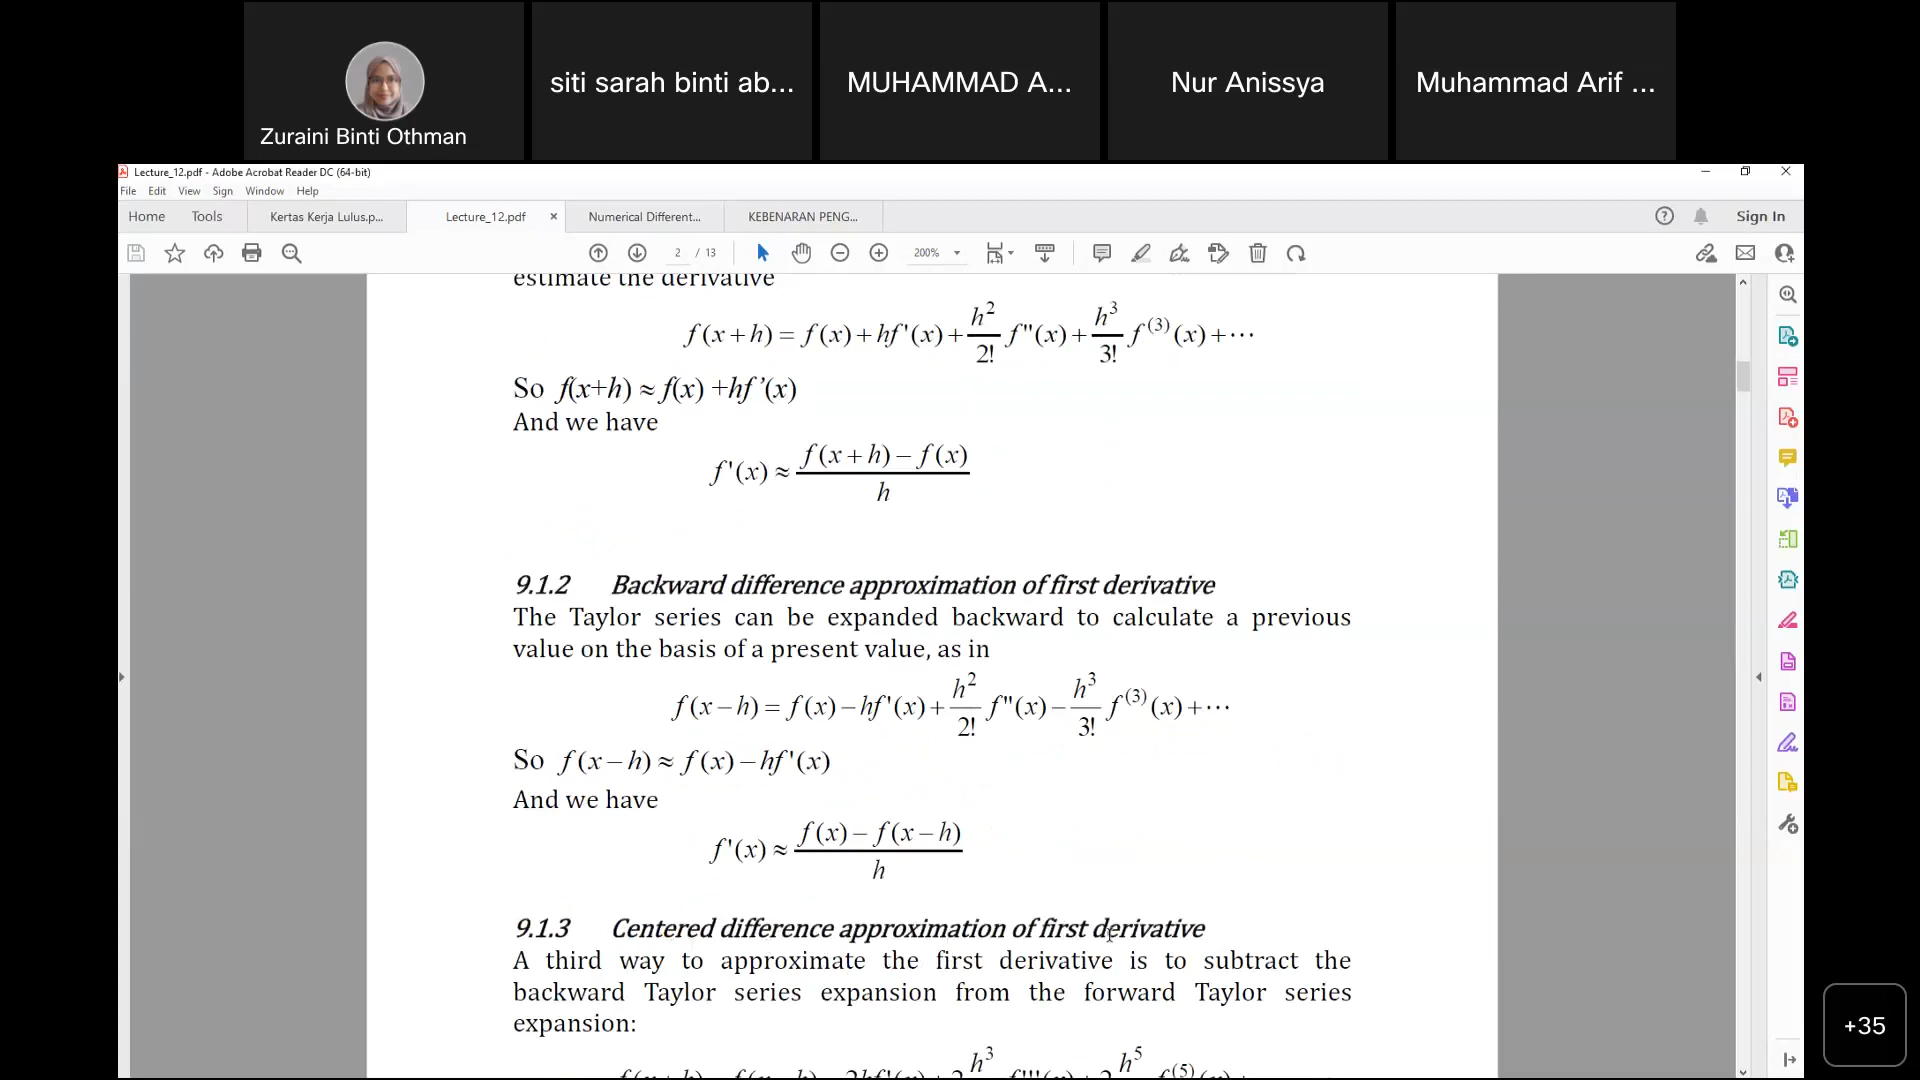 Zuraini Binti Othman
siti sarah binti ab...
MUHAMMAD A...
Nur Anissya
Muhammad Arif ...
Lecture_12.pdf - Adobe Acrobat Reader DC (64-bit)
File Edit View Sign Window Help
Home Tools Kertas Kerja Lulus.p... Lecture_12.pdf × Numerical Different... KEBENARAN PENG... Sign In
2 / 13 200%
estimate the derivative
f(x+h) = f(x)+hf'(x)+h²/2! f"(x)+h³/3! f⁽³⁾(x)+⋯
So f(x+h) ≈ f(x) +hf’(x)
And we have
f'(x) ≈ f(x+h)−f(x) / h
9.1.2 Backward difference approximation of first derivative
The Taylor series can be expanded backward to calculate a previous
value on the basis of a present value, as in
f(x−h) = f(x)−hf'(x)+h²/2! f"(x)−h³/3! f⁽³⁾(x)+⋯
So f(x−h) ≈ f(x)−hf'(x)
And we have
f'(x) ≈ f(x)−f(x−h) / h
9.1.3 Centered difference approximation of first derivative
A third way to approximate the first derivative is to subtract the
backward Taylor series expansion from the forward Taylor series
expansion:
+35